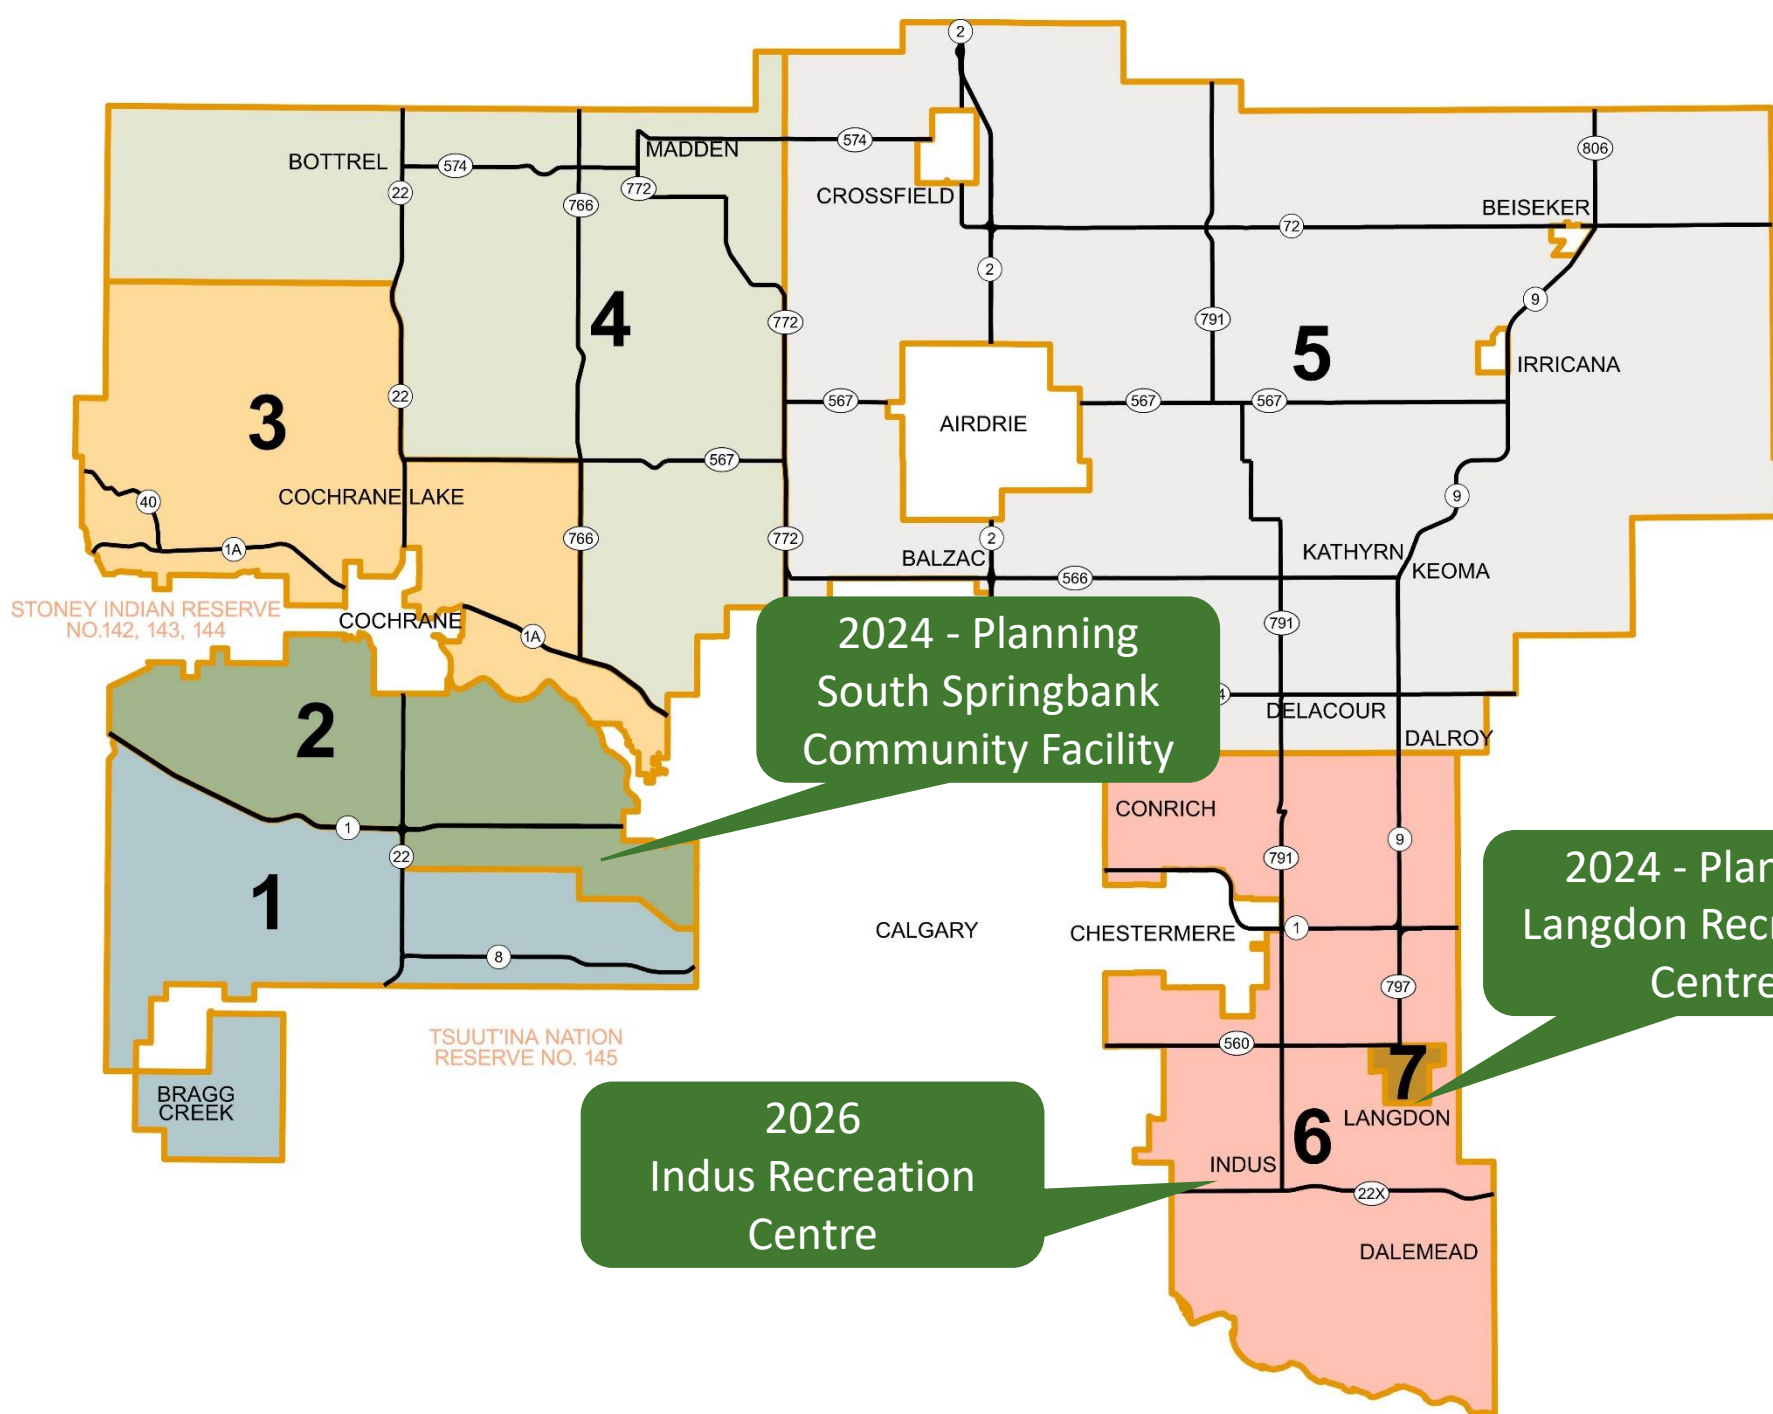 2
574
MADDEN
574
806
BOTTREL
22
772
766
CROSSFIELD
BEISEKER
72
2
9
4
772
791
5
IRRICANA
22
567
567
567
3
AIRDRIE
567
COCHRANE LAKE
40
9
1A
766
772
2
BALZAC
KATHYRN
KEOMA
566
STONEY INDIAN RESERVE
NO.142, 143, 144
COCHRANE
1A
791
2024 - Planning
South Springbank
Community Facility
2
DELACOUR
DALROY
CONRICH
1
22
791
9
2024 -
Langdon
Centre
1
CALGARY
CHESTERMERE
1
8
797
TSUUT'INA NATION
RESERVE NO. 145
560
7
BRAGG
CREEK
LANGDON
6
2026
Indus Recreation
Centre
INDUS
22X
DALEMEAD